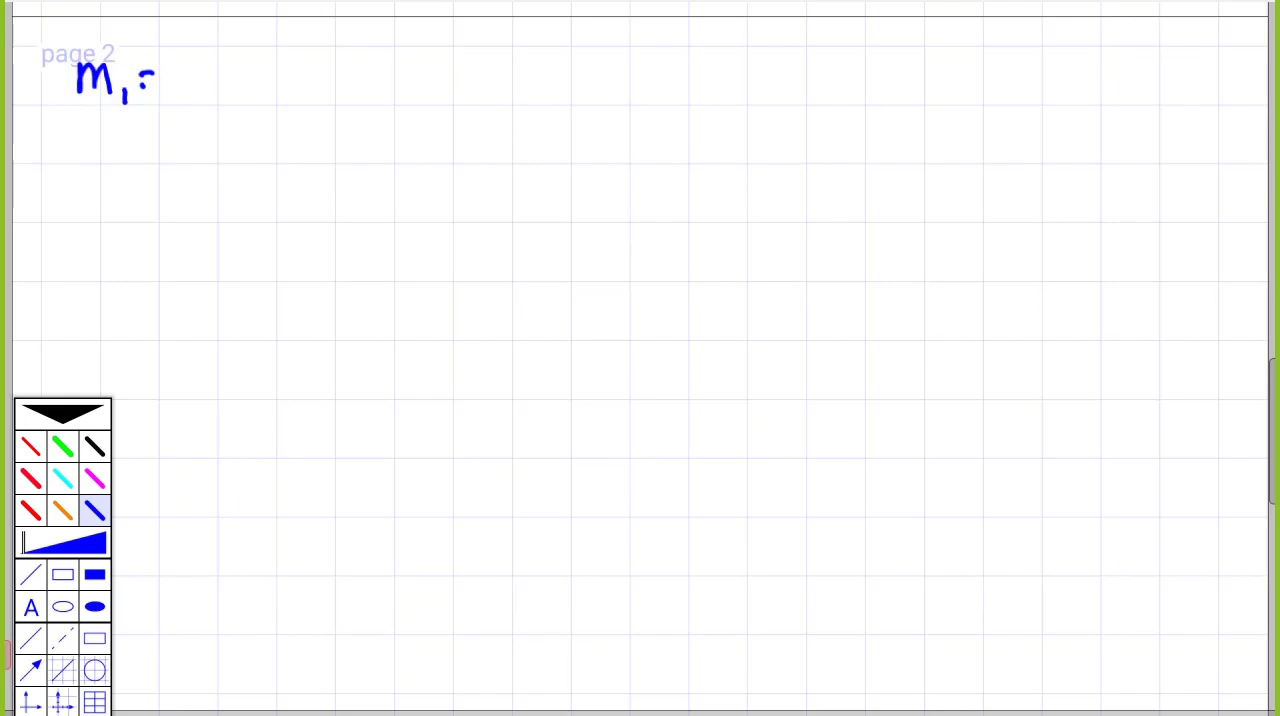 page 2
m₁ =
A